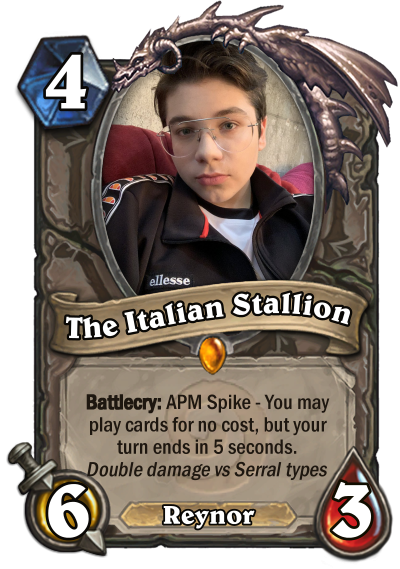 4
ellesse
The Italian Stallion
Battlecry: APM Spike - You may
play cards for no cost, but your
turn ends in 5 seconds.
Double damage vs Serral types
6
Reynor
3